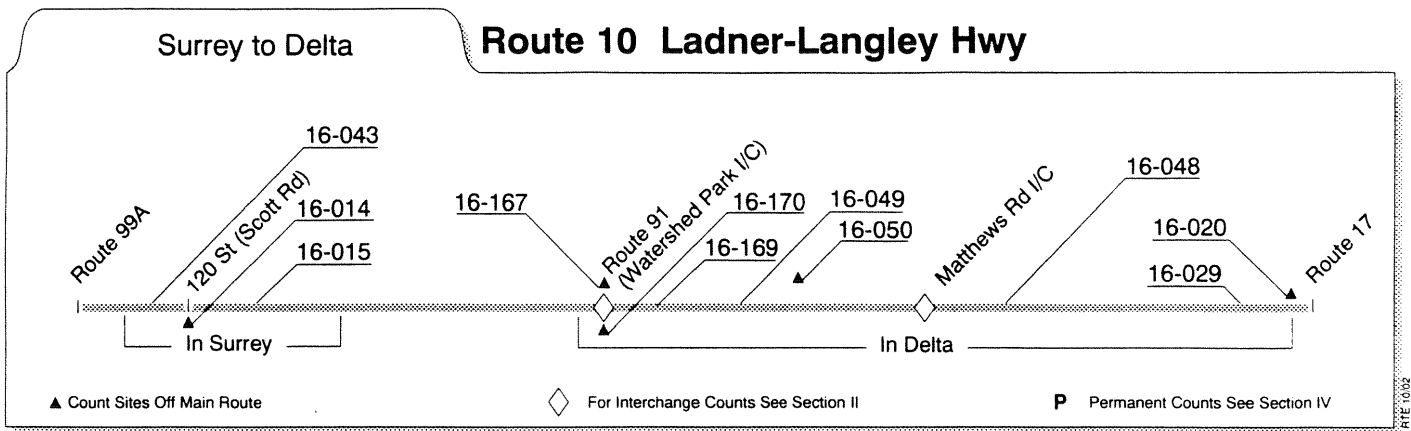 Surrey to Delta
Route 10 Ladner-Langley Hwy
Route 99A
16-043
120 St (Scott Rd)
16-014
16-015
16-167
Route 91
(Watershed Park I/C)
16-170
16-169
16-049
16-050
Matthews Rd I/C
16-048
16-020
16-029
Route 17
In Surrey
In Delta
Count Sites Off Main Route
For Interchange Counts See Section II
P Permanent Counts See Section IV
RTE 10/02